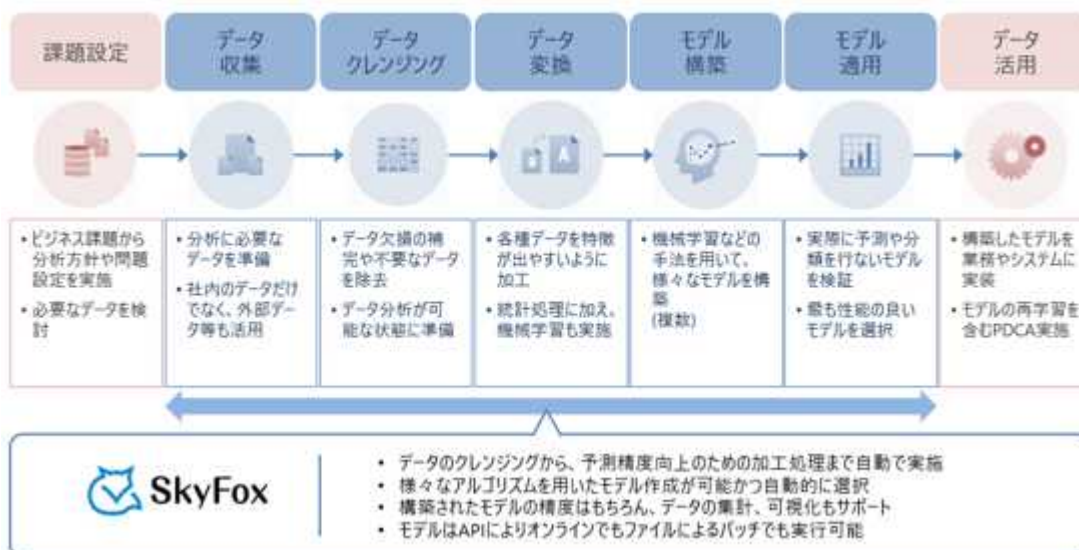 課題設定
データ
収集
データ
クレンジング
データ
変換
モデル
構築
モデル
適用
データ
活用
A
• ビジネス課題から
分析方針や問題
設定を実施
• 必要なデータを検
討
• 分析に必要な
データを準備
• 社内のデータだけ
でなく、外部デー
タ等も活用
• データ欠損の補
完や不要なデータ
を除去
• データ分析が可
能な状態に準備
• 各種データを特徴
が出やすいように
加工
• 統計処理に加え、
機械学習も実施
• 機械学習などの
手法を用いて、
様々なモデルを構
築
(複数)
• 実際に予測や分
類を行ないモデル
を検証
• 最も性能の良い
モデルを選択
• 構築したモデルを
業務やシステムに
実装
• モデルの再学習を
含むPDCA実施
SkyFox
• データのクレンジングから、予測精度向上のための加工処理まで自動で実施
• 様々なアルゴリズムを用いたモデル作成が可能かつ自動的に選択
• 構築されたモデルの精度はもちろん、データの集計、可視化もサポート
• モデルはAPIによりオンラインでもファイルによるバッチでも実行可能